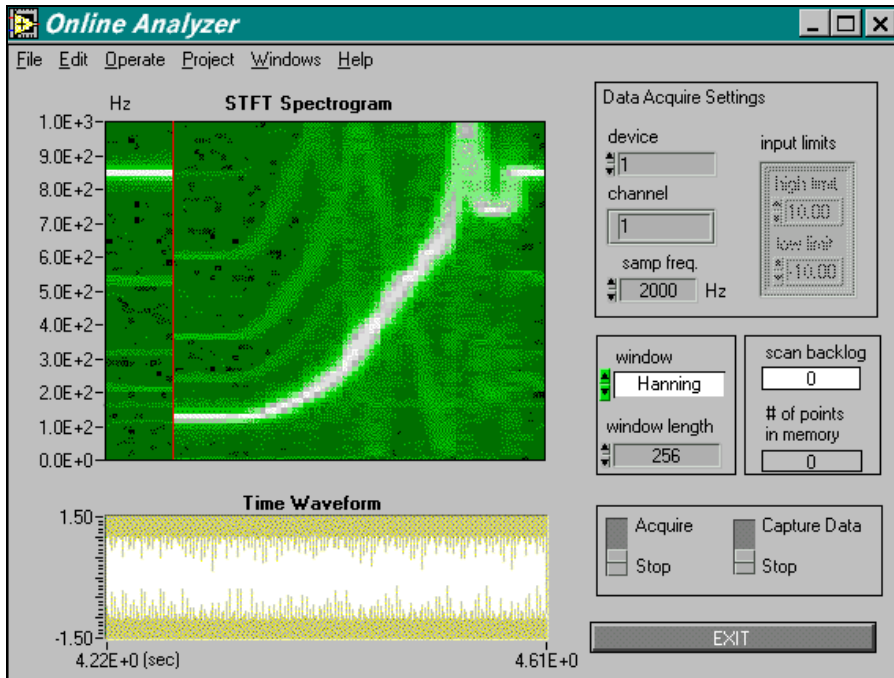 Online Analyzer
File Edit Operate Project Windows Help
Hz STFT Spectrogram
1.0E+3
9.0E+2
8.0E+2
7.0E+2
6.0E+2
5.0E+2
4.0E+2
3.0E+2
2.0E+2
1.0E+2
0.0E+0
Time Waveform
1.50
-1.50
4.22E+0 (sec) 4.61E+0
Data Acquire Settings
device
1
channel
1
samp freq.
2000 Hz
input limits
high limit
10.00
low limit
-10.00
window
Hanning
window length
256
scan backlog
0
# of points
in memory
0
Acquire
Stop
Capture Data
Stop
EXIT